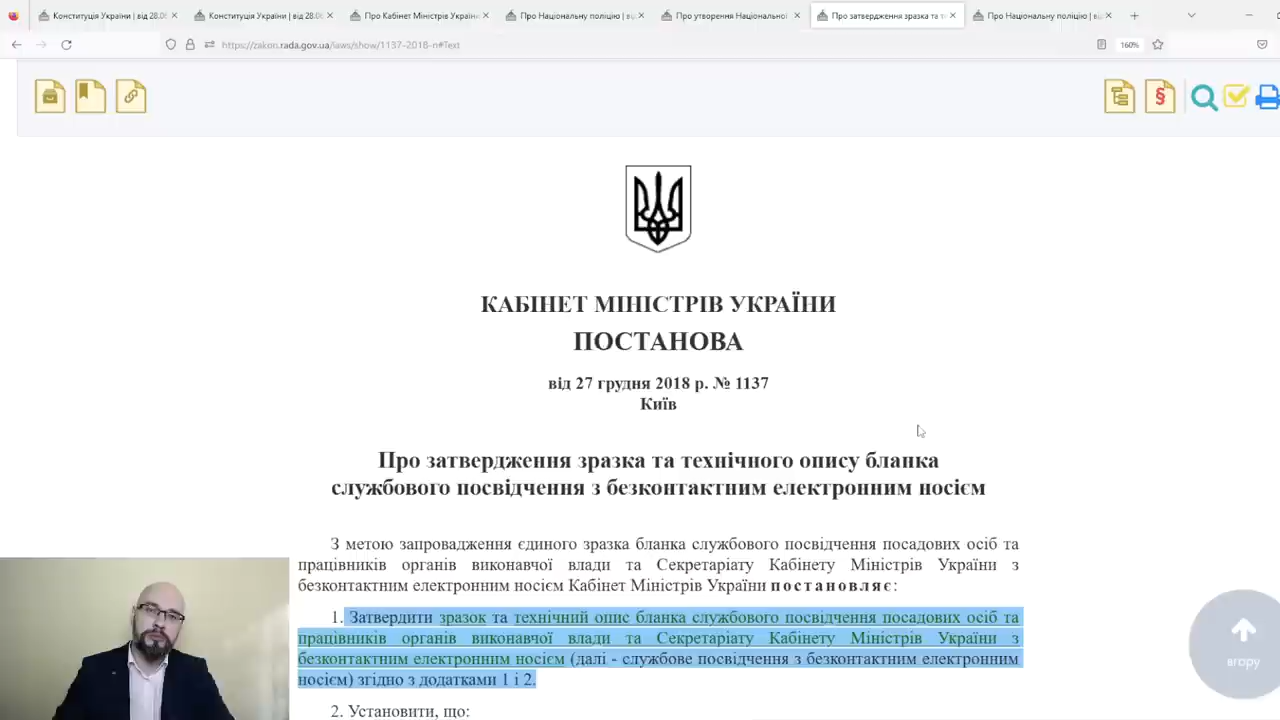 Конституція України | від 28.06
Конституція України | від 28.06
Про Кабінет Міністрів України
Про Національну поліцію | від
Про утворення Національної
Про затвердження зразка та те
Про Національну поліцію | від
https://zakon.rada.gov.ua/laws/show/1137-2018-п#Text
160%
§
КАБІНЕТ МІНІСТРІВ УКРАЇНИ
ПОСТАНОВА
від 27 грудня 2018 р. № 1137
Київ
Про затвердження зразка та технічного опису бланка
службового посвідчення з безконтактним електронним носієм
З метою запровадження єдиного зразка бланка службового посвідчення посадових осіб та
працівників органів виконавчої влади та Секретаріату Кабінету Міністрів України з
безконтактним електронним носієм Кабінет Міністрів України постановляє:
1. Затвердити зразок та технічний опис бланка службового посвідчення посадових осіб та
працівників органів виконавчої влади та Секретаріату Кабінету Міністрів України з
безконтактним електронним носієм (далі - службове посвідчення з безконтактним електронним
носієм) згідно з додатками 1 і 2.
вгору
2. Установити, що: